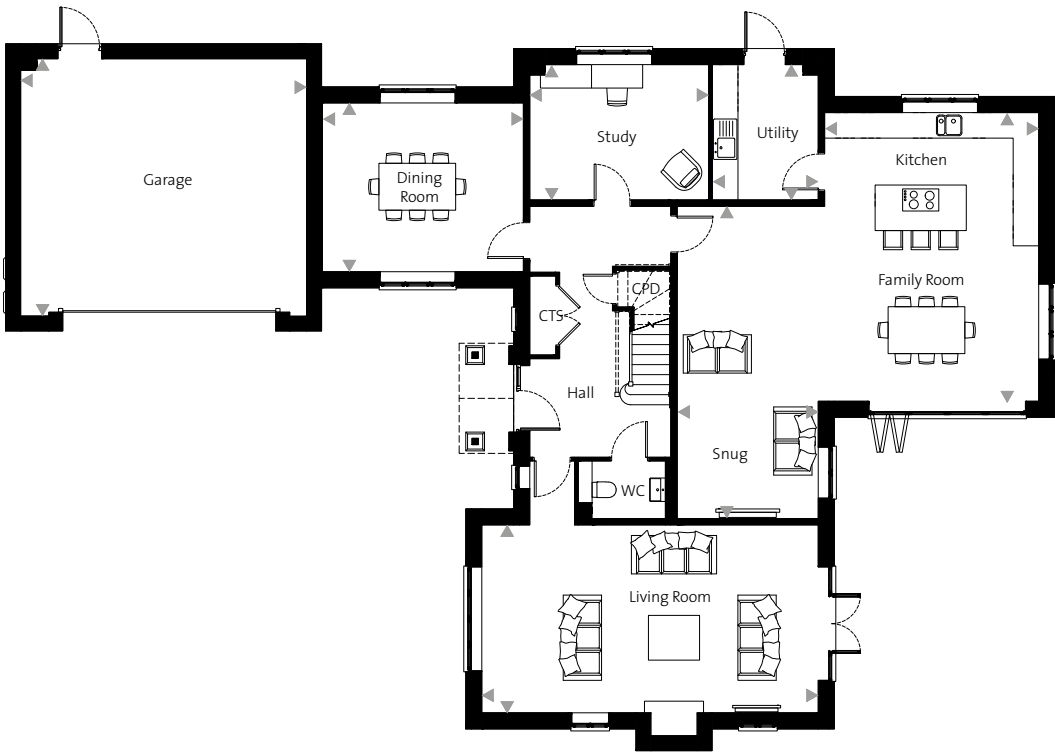 Garage
Dining
Room
Study
Utility
Kitchen
Family Room
CPD
CTS
Hall
Snug
WC
Living Room